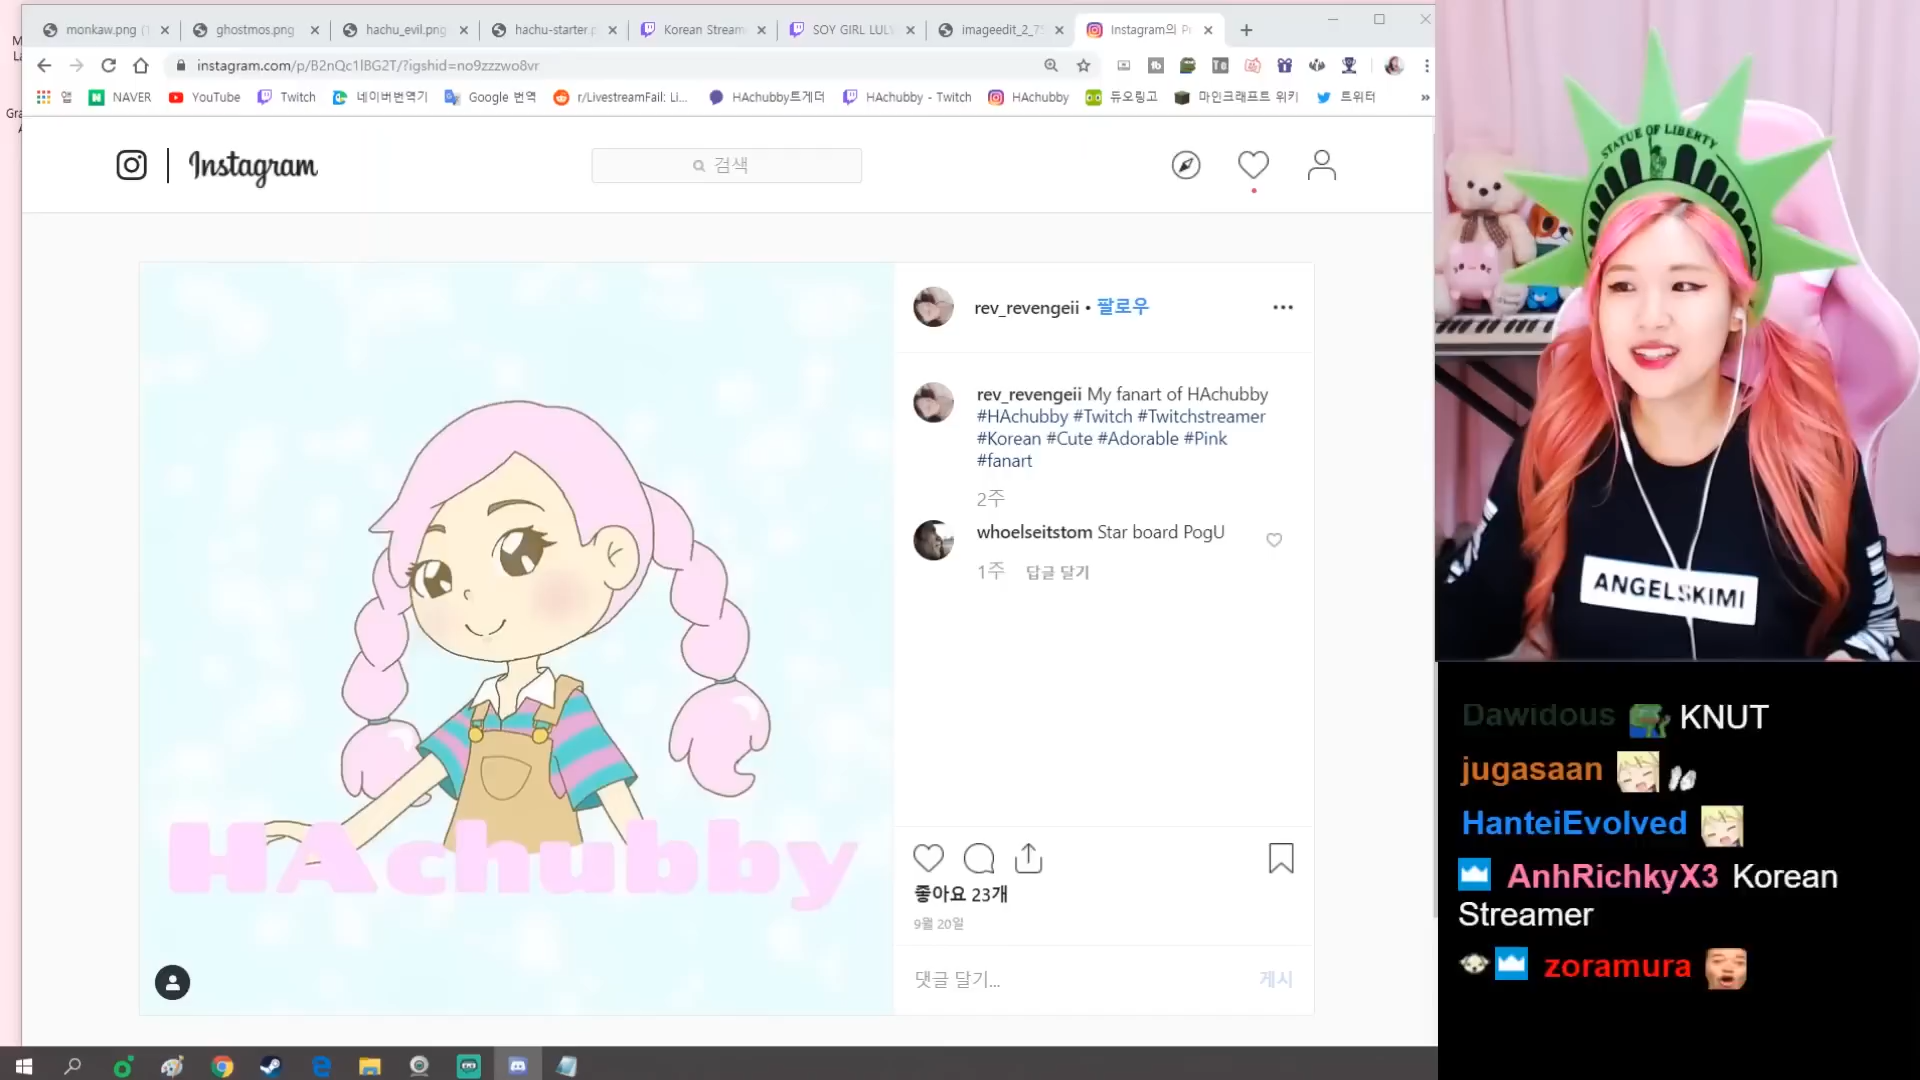 monkaw.png (1
ghostmos.png
hachu_evil.png
hachu-starter.p
Korean Stream
SOY GIRL LULW
imageedit_2_7
Instagram의 P
instagram.com/p/B2nQc1lBG2T/?igshid=no9zzzwo8vr
앱
NAVER
YouTube
Twitch
네이버번역기
Google 번역
r/LivestreamFail: Li...
HAchubby트게더
HAchubby - Twitch
HAchubby
듀오링고
마인크래프트 위키
트위터
»
Instagram
검색
rev_revengeii • 팔로우
rev_revengeii My fanart of HAchubby
#HAchubby #Twitch #Twitchstreamer
#Korean #Cute #Adorable #Pink
#fanart
2주
whoelseitstom Star board PogU
1주 답글 달기
HAchubby
좋아요 23개
9월 20일
댓글 달기...
게시
STATUE OF LIBERTY
ANGELSKIMI
Dawidous KNUT
jugasaan
HanteiEvolved
AnhRichkyX3 Korean
Streamer
zoramura